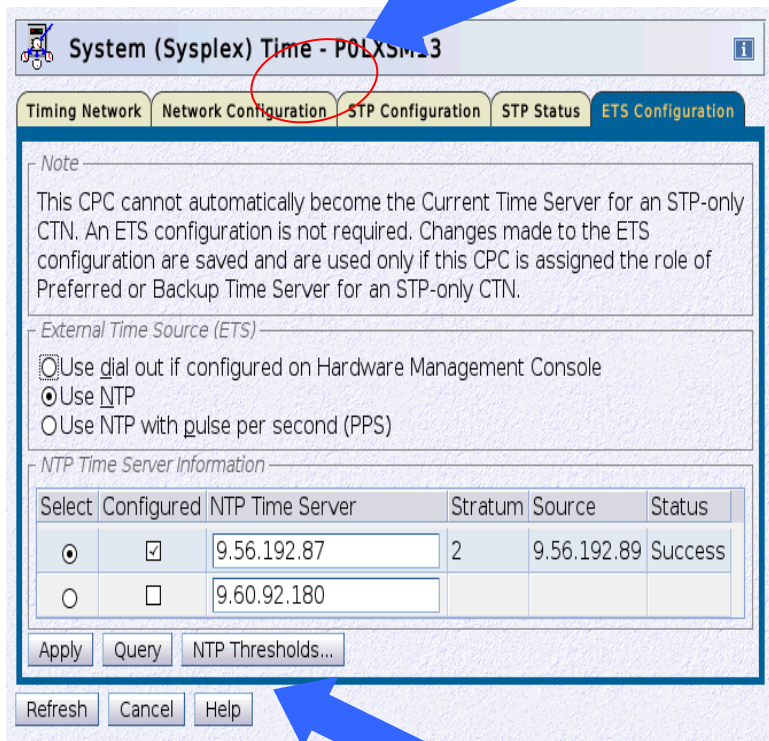 System (Sysplex) Time - P0LXSM13
i
Timing Network Network Configuration STP Configuration STP Status ETS Configuration
Note
This CPC cannot automatically become the Current Time Server for an STP-only
CTN. An ETS configuration is not required. Changes made to the ETS
configuration are saved and are used only if this CPC is assigned the role of
Preferred or Backup Time Server for an STP-only CTN.
External Time Source (ETS)
Use dial out if configured on Hardware Management Console
Use NTP
Use NTP with pulse per second (PPS)
NTP Time Server Information
Select Configured NTP Time Server Stratum Source Status
9.56.192.87 2 9.56.192.89 Success
9.60.92.180
Apply Query NTP Thresholds...
Refresh Cancel Help